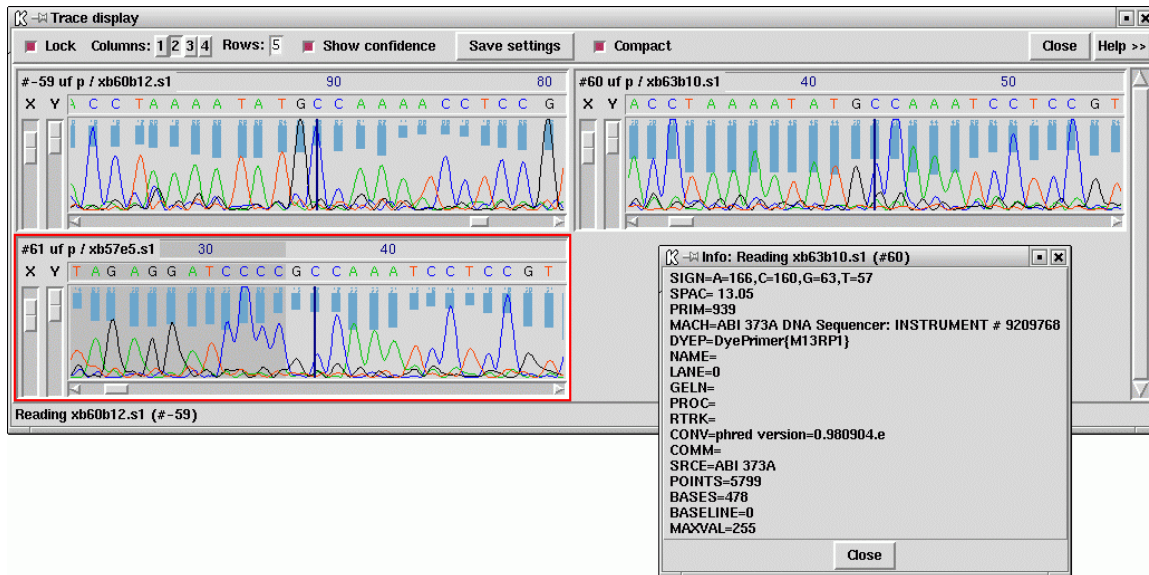 Trace display
Lock Columns: 1 2 3 4 Rows: 5 Show confidence Save settings Compact Close Help >>
#-59 uf p / xb60b12.s1 90 80
X Y A C C T A A A A T A T G C C A A A A C C T C C G
#60 uf p / xb63b10.s1 40 50
X Y A C C T A A A A T A T G C C A A A T C C T C C G T
#61 uf p / xb57e5.s1 30 40
X Y T A G A G G A T C C C C G C C A A A T C C T C C G T
Reading xb60b12.s1 (#-59)
Info: Reading xb63b10.s1 (#60)
SIGN=A=166,C=160,G=63,T=57
SPAC= 13.05
PRIM=939
MACH=ABI 373A DNA Sequencer: INSTRUMENT # 9209768
DYEP=DyePrimer{M13RP1}
NAME=
LANE=0
GELN=
PROC=
RTRK=
CONV=phred version=0.980904.e
COMM=
SRCE=ABI 373A
POINTS=5799
BASES=478
BASELINE=0
MAXVAL=255
Close